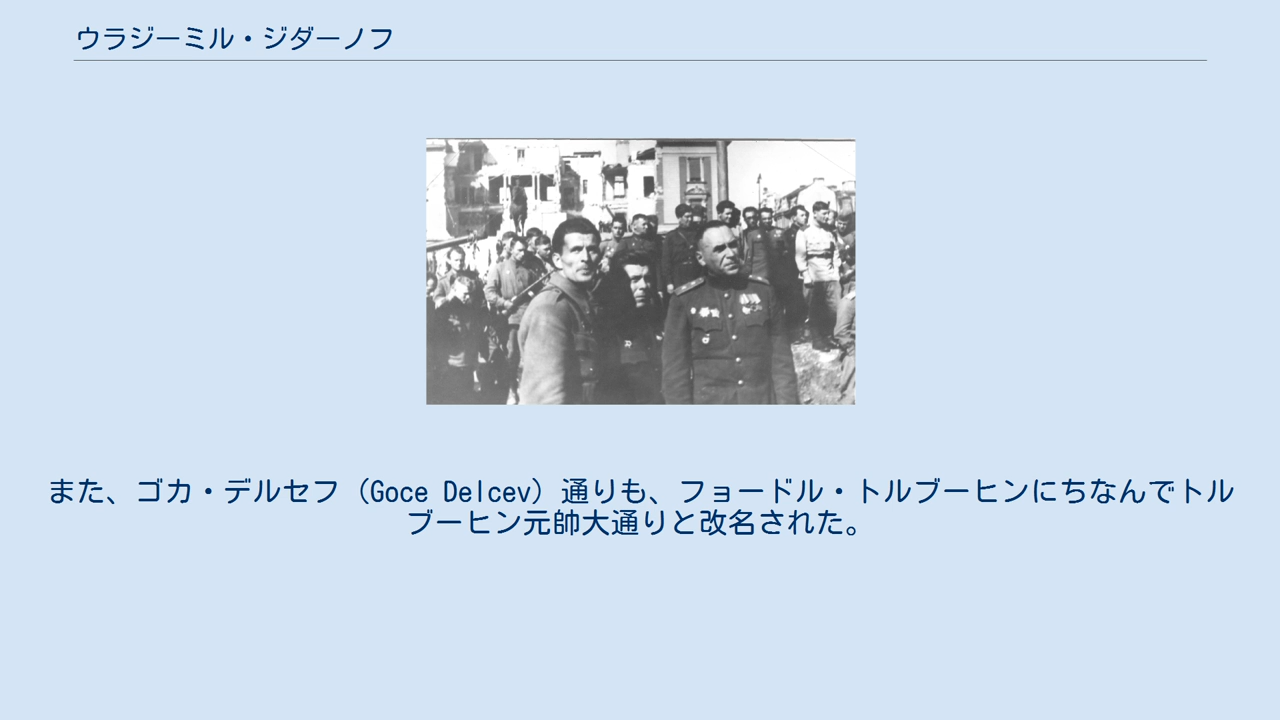 ウラジーミル・ジダーノフ
また、ゴカ・デルセフ（Goce Delcev）通りも、フョードル・トルブーヒンにちなんでトル
ブーヒン元帥大通りと改名された。